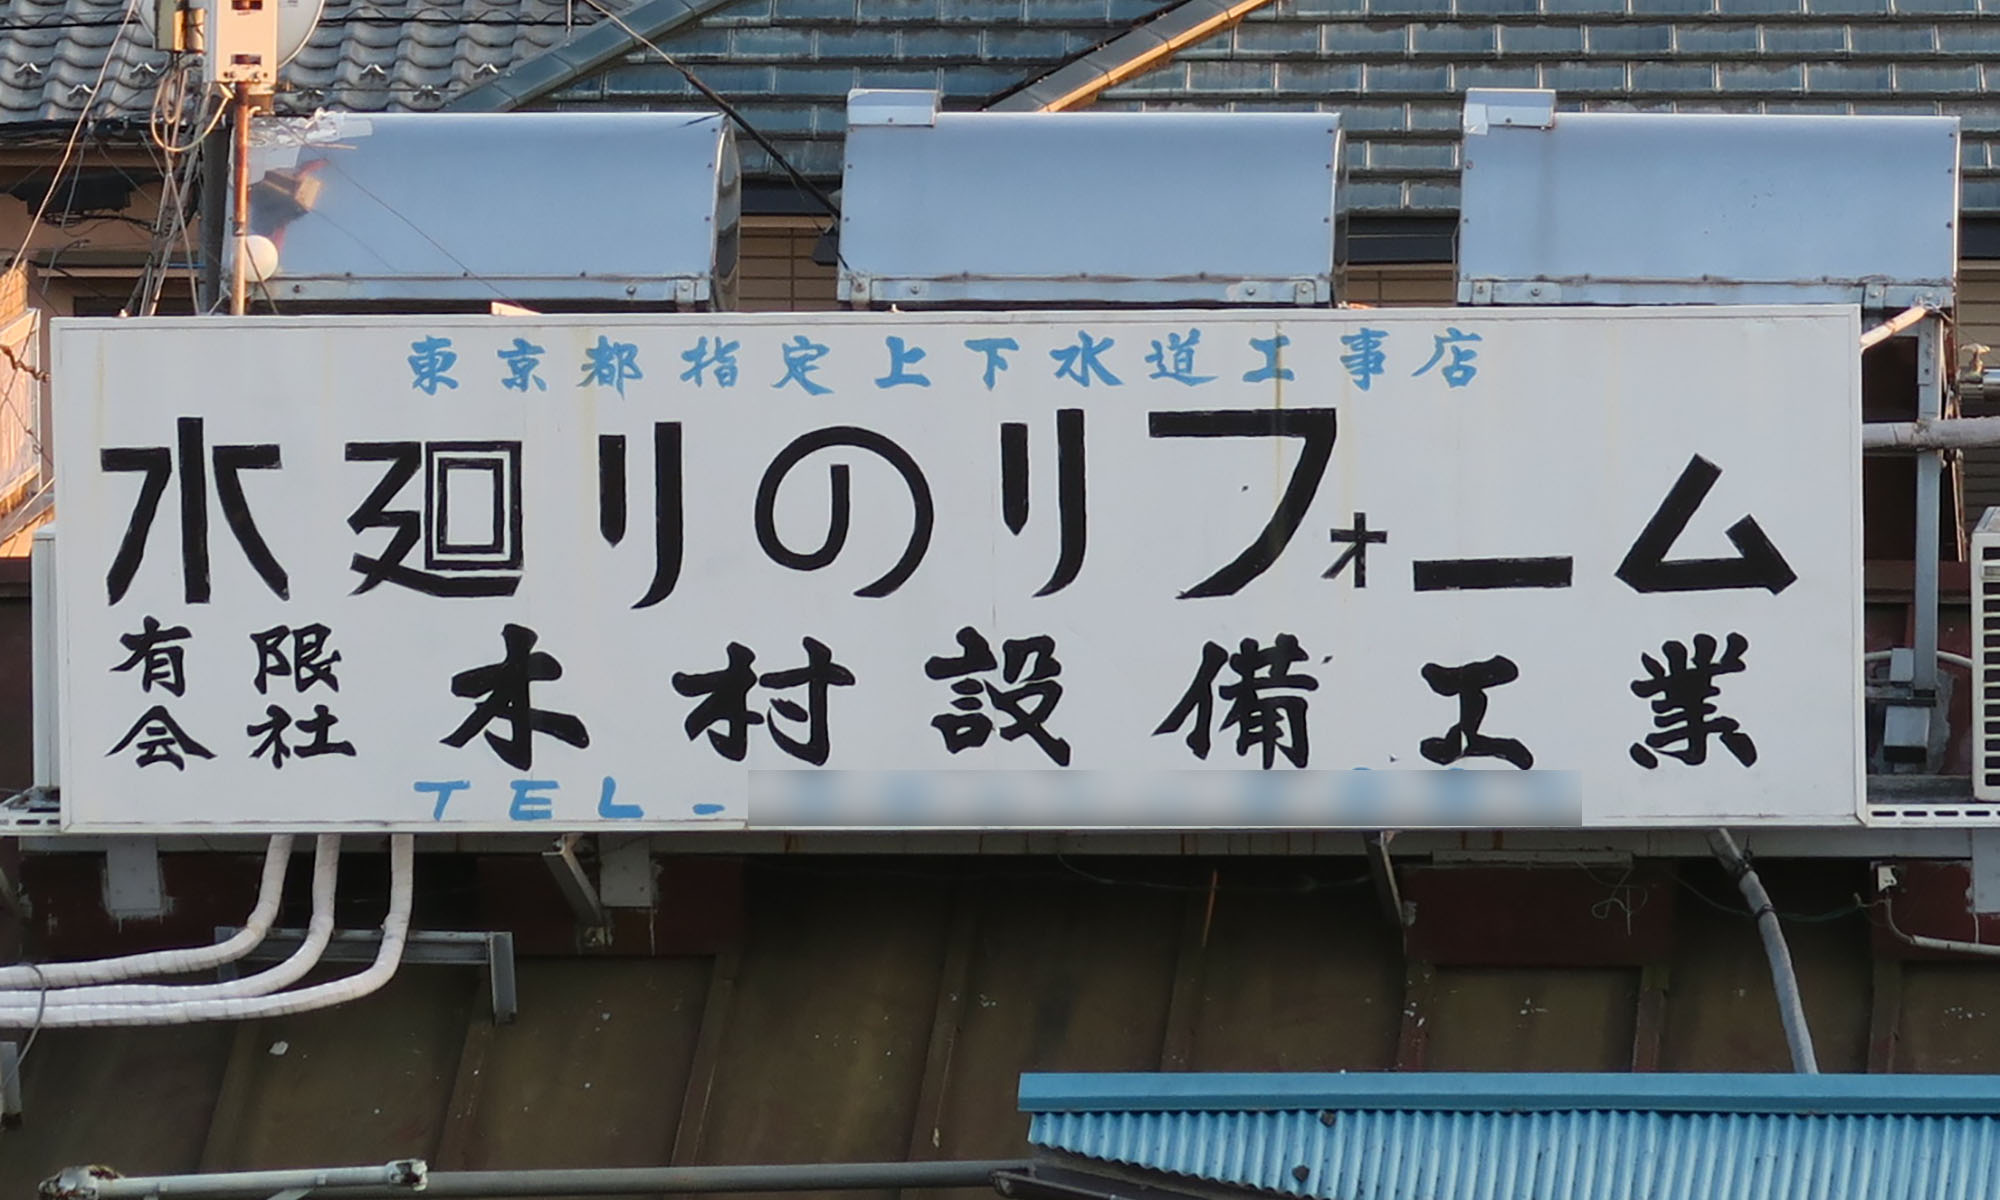 東京都指定上下水道工事店
水廻りのリフォーム
有限会社 木村設備工業
TEL-